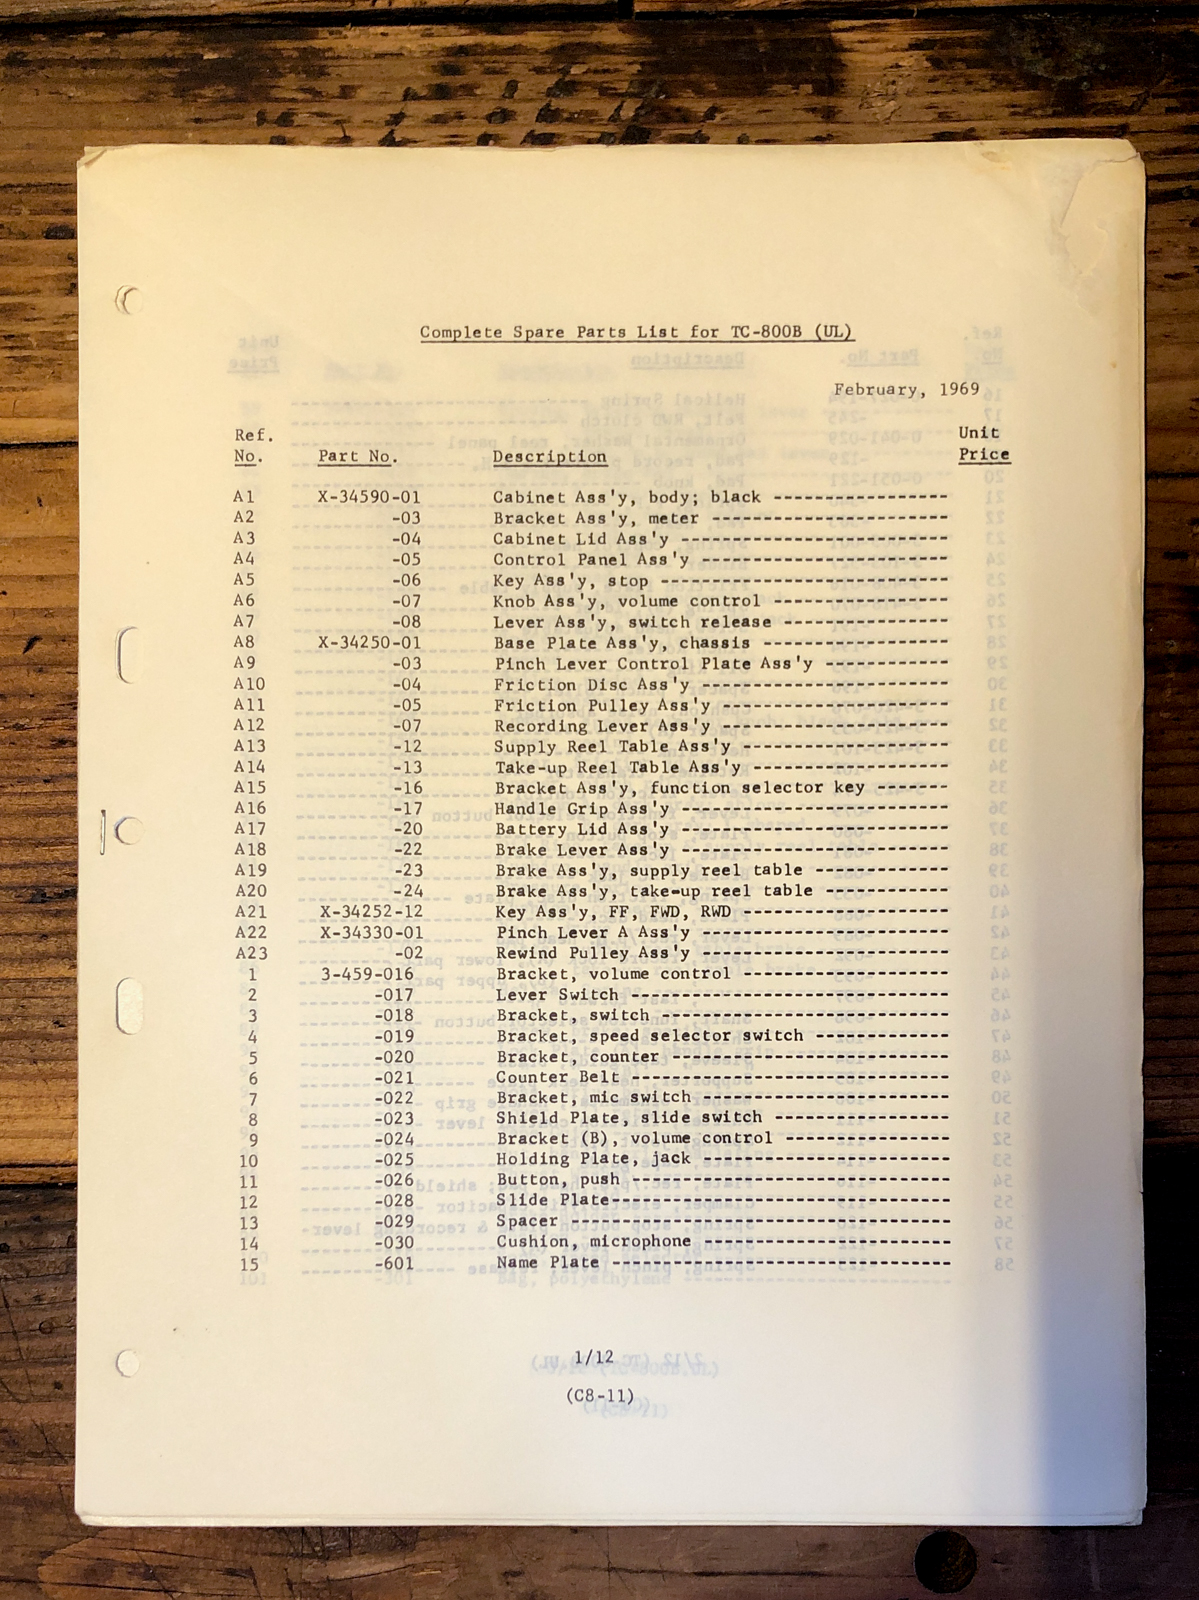 Complete Spare Parts List for TC-800B (UL)
February, 1969
Ref. Unit
No. Part No. Description Price
A1 X-34590-01 Cabinet Ass'y, body; black -----------------
A2 -03 Bracket Ass'y, meter -----------------------
A3 -04 Cabinet Lid Ass'y --------------------------
A4 -05 Control Panel Ass'y ------------------------
A5 -06 Key Ass'y, stop ----------------------------
A6 -07 Knob Ass'y, volume control -----------------
A7 -08 Lever Ass'y, switch release ----------------
A8 X-34250-01 Base Plate Ass'y, chassis ------------------
A9 -03 Pinch Lever Control Plate Ass'y ------------
A10 -04 Friction Disc Ass'y ------------------------
A11 -05 Friction Pulley Ass'y ----------------------
A12 -07 Recording Lever Ass'y ----------------------
A13 -12 Supply Reel Table Ass'y --------------------
A14 -13 Take-up Reel Table Ass'y -------------------
A15 -16 Bracket Ass'y, function selector key -------
A16 -17 Handle Grip Ass'y --------------------------
A17 -20 Battery Lid Ass'y --------------------------
A18 -22 Brake Lever Ass'y --------------------------
A19 -23 Brake Ass'y, supply reel table -------------
A20 -24 Brake Ass'y, take-up reel table ------------
A21 X-34252-12 Key Ass'y, FF, FWD, RWD --------------------
A22 X-34330-01 Pinch Lever A Ass'y ------------------------
A23 -02 Rewind Pulley Ass'y ------------------------
1 3-459-016 Bracket, volume control --------------------
2 -017 Lever Switch -------------------------------
3 -018 Bracket, switch ----------------------------
4 -019 Bracket, speed selector switch -------------
5 -020 Bracket, counter ---------------------------
6 -021 Counter Belt -------------------------------
7 -022 Bracket, mic switch ------------------------
8 -023 Shield Plate, slide switch -----------------
9 -024 Bracket (B), volume control ----------------
10 -025 Holding Plate, jack ------------------------
11 -026 Button, push -------------------------------
12 -028 Slide Plate---------------------------------
13 -029 Spacer -------------------------------------
14 -030 Cushion, microphone ------------------------
15 -601 Name Plate ---------------------------------
1/12
(C8-11)